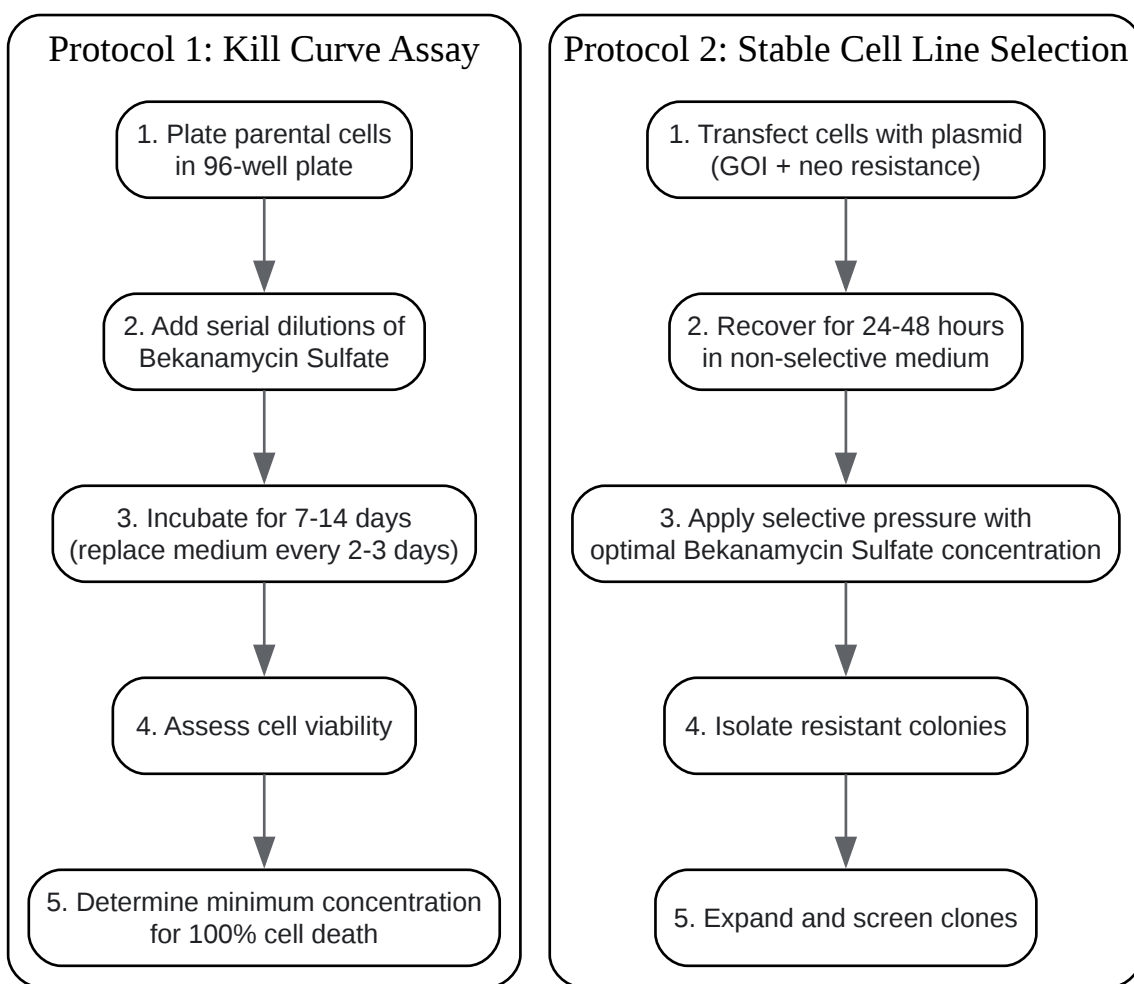 Protocol 1: Kill Curve Assay
1. Plate parental cells
in 96-well plate
2. Add serial dilutions of
Bekanamycin Sulfate
3. Incubate for 7-14 days
(replace medium every 2-3 days)
4. Assess cell viability
5. Determine minimum concentration
for 100% cell death
Protocol 2: Stable Cell Line Selection
1. Transfect cells with plasmid
(GOI + neo resistance)
2. Recover for 24-48 hours
in non-selective medium
3. Apply selective pressure with
optimal Bekanamycin Sulfate concentration
4. Isolate resistant colonies
5. Expand and screen clones